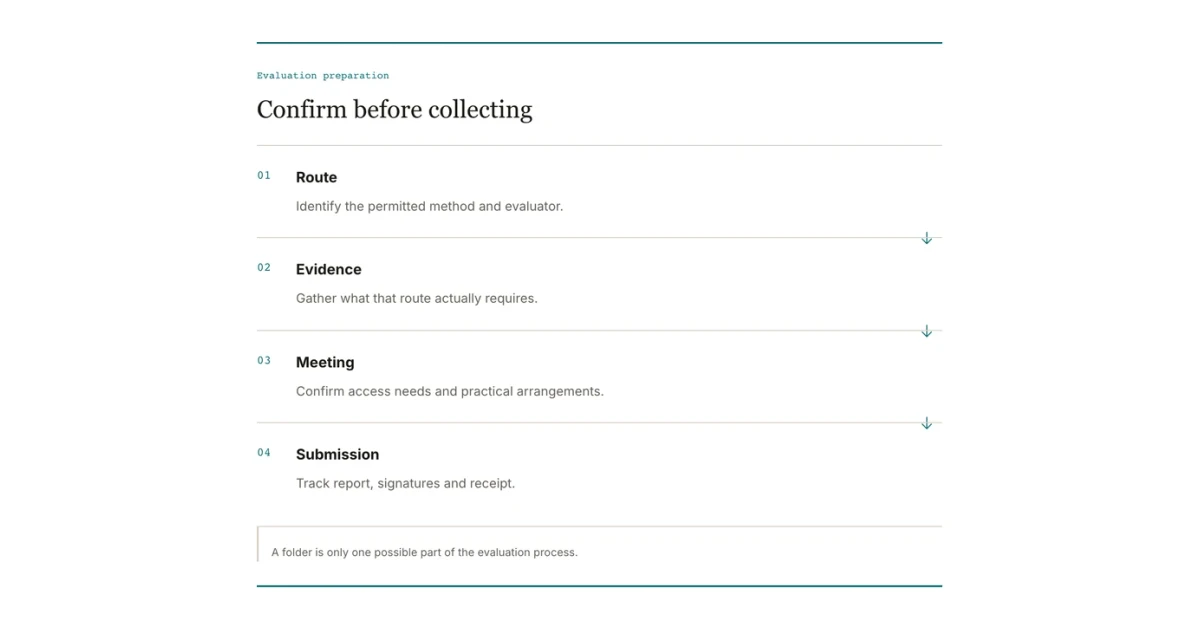 Evaluation preparation
Confirm before collecting
01 Route
Identify the permitted method and evaluator.
02 Evidence
Gather what that route actually requires.
03 Meeting
Confirm access needs and practical arrangements.
04 Submission
Track report, signatures and receipt.
A folder is only one possible part of the evaluation process.